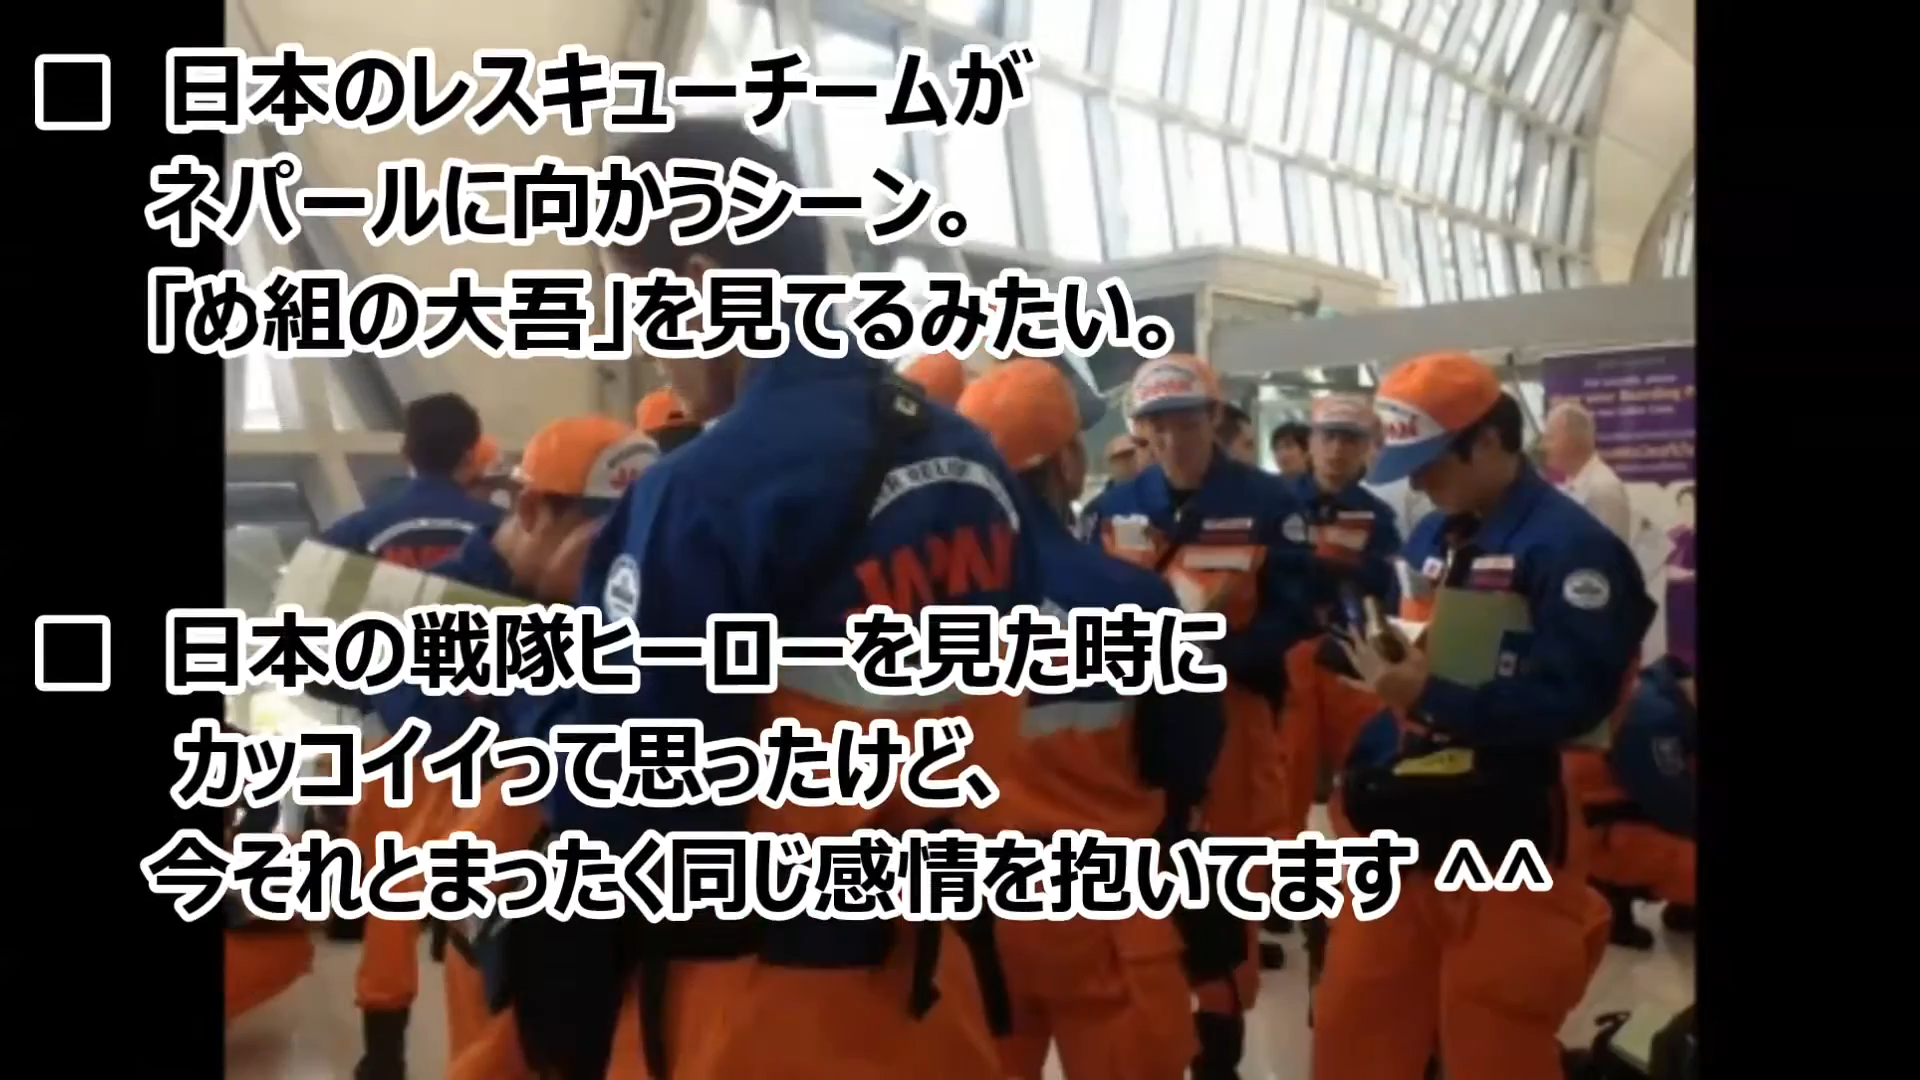 ■ 日本のレスキューチームが
ネパールに向かうシーン。
「め組の大吾」を見てるみたい。
RELIEF
JAPAN
■ 日本の戦隊ヒーローを見た時に
カッコイイって思ったけど、
今それとまったく同じ感情を抱いてます ^^